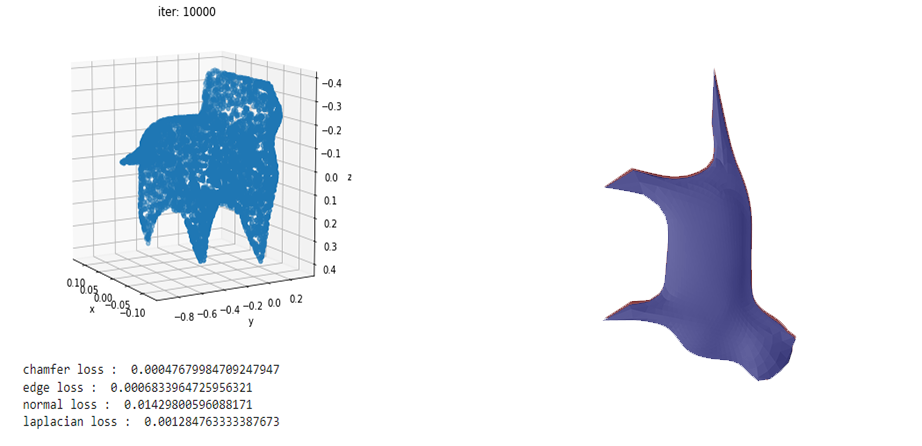 iter: 10000
−0.4
−0.3
−0.2
−0.1
0.0 z
0.1
0.2
0.3
0.4
0.10
0.05
0.00
−0.05
−0.10
x
−0.8 −0.6 −0.4 −0.2 0.0 0.2
y
chamfer loss :  0.00047679984709247947
edge loss :  0.0006833964725956321
normal loss :  0.01429800596088171
laplacian loss :  0.001284763333387673